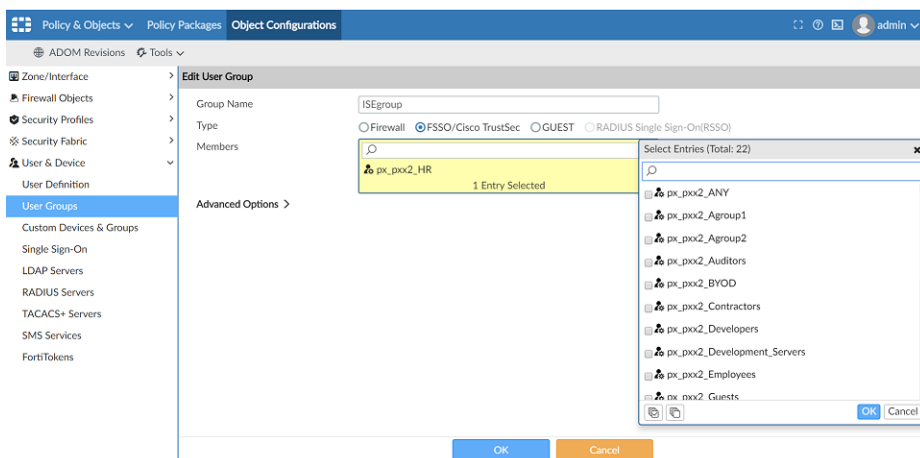 Policy & Objects Policy Packages Object Configurations admin
ADOM Revisions Tools
Zone/Interface
Firewall Objects
Security Profiles
Security Fabric
User & Device
User Definition
User Groups
Custom Devices & Groups
Single Sign-On
LDAP Servers
RADIUS Servers
TACACS+ Servers
SMS Services
FortiTokens
Edit User Group
Group Name ISEgroup
Type Firewall FSSO/Cisco TrustSec GUEST RADIUS Single Sign-On(RSSO)
Members
px_pxx2_HR
1 Entry Selected
Advanced Options >
Select Entries (Total: 22)
px_pxx2_ANY
px_pxx2_Agroup1
px_pxx2_Agroup2
px_pxx2_Auditors
px_pxx2_BYOD
px_pxx2_Contractors
px_pxx2_Developers
px_pxx2_Development_Servers
px_pxx2_Employees
px_pxx2_Guests
OK Cancel
OK Cancel